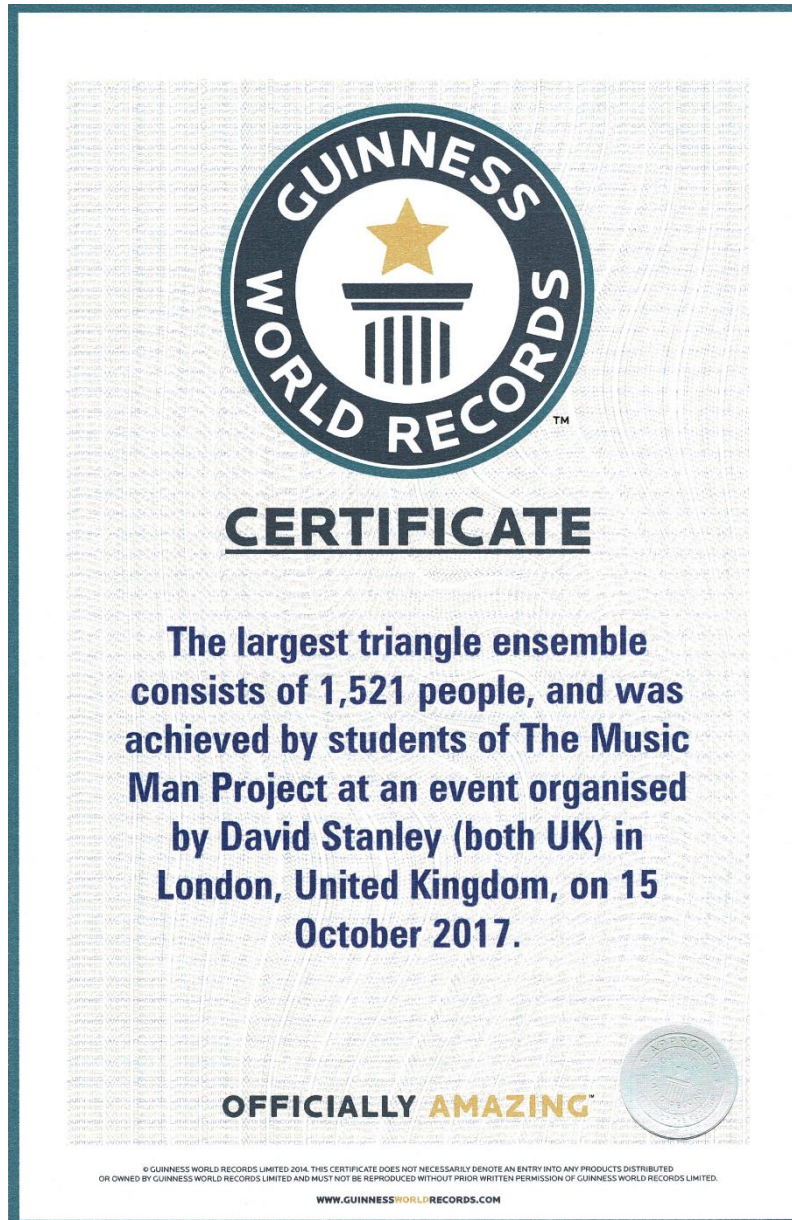 GUINNESS
WORLD RECORDS
TM
CERTIFICATE
The largest triangle ensemble
consists of 1,521 people, and was
achieved by students of The Music
Man Project at an event organised
by David Stanley (both UK) in
London, United Kingdom, on 15
October 2017.
APPROVED
OFFICIALLY AMAZING™
© GUINNESS WORLD RECORDS LIMITED 2014. THIS CERTIFICATE DOES NOT NECESSARILY DENOTE AN ENTRY INTO ANY PRODUCTS DISTRIBUTED
OR OWNED BY GUINNESS WORLD RECORDS LIMITED AND MUST NOT BE REPRODUCED WITHOUT PRIOR WRITTEN PERMISSION OF GUINNESS WORLD RECORDS LIMITED.
WWW.GUINNESSWORLDRECORDS.COM